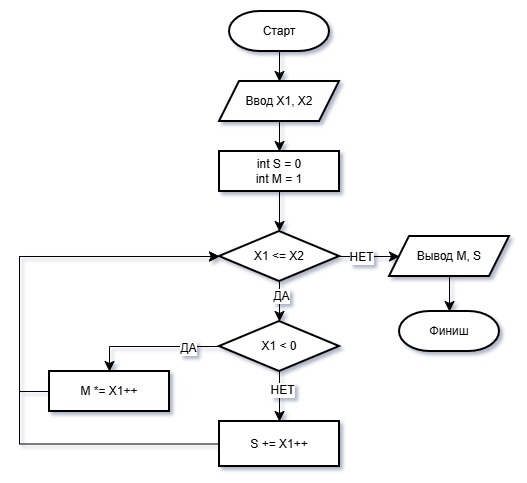 Старт
Ввод X1, X2
int S = 0
int M = 1
X1 <= X2
НЕТ
Вывод M, S
ДА
Финиш
X1 < 0
ДА
НЕТ
M *= X1++
S += X1++